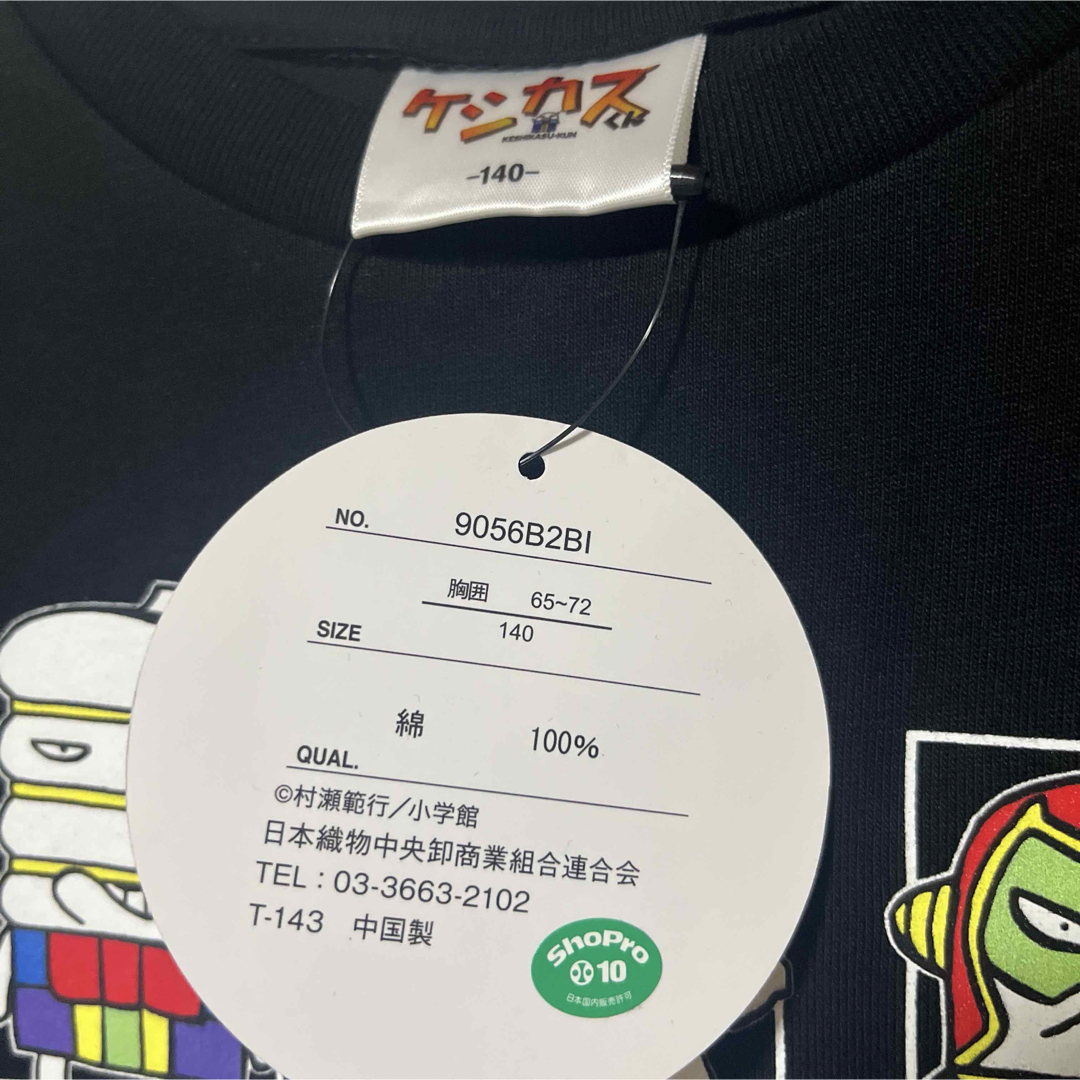 ケシカスくん
KESHIKASU-KUN
-140-
NO. 9056B2BI
胸囲 65~72
SIZE 140
綿 100%
QUAL.
©村瀬範行/小学館
日本織物中央卸商業組合連合会
TEL:03-3663-2102
T-143 中国製
ShoPro
10
日本国内販売許可